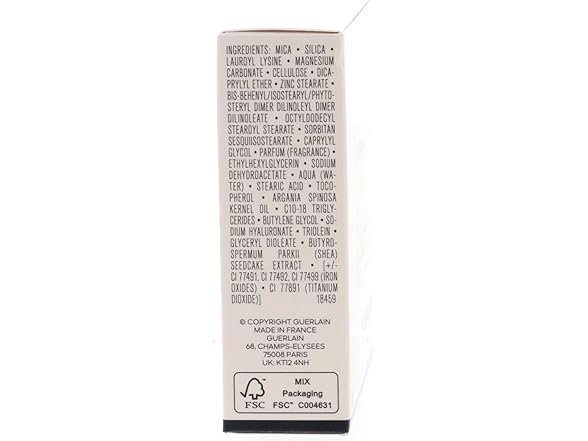 INGREDIENTS: MICA • SILICA •
LAUROYL LYSINE • MAGNESIUM
CARBONATE • CELLULOSE • DICA-
PRYLYL ETHER • ZINC STEARATE •
BIS-BEHENYL/ISOSTEARYL/PHYTO-
STERYL DIMER DILINOLEYL DIMER
DILINOLEATE • OCTYLDODECYL
STEAROYL STEARATE • SORBITAN
SESQUIISOSTEARATE • CAPRYLYL
GLYCOL • PARFUM (FRAGRANCE) •
ETHYLHEXYLGLYCERIN • SODIUM
DEHYDROACETATE • AQUA (WA-
TER) • STEARIC ACID • TOCO-
PHEROL • ARGANIA SPINOSA
KERNEL OIL • C10-18 TRIGLY-
CERIDES • BUTYLENE GLYCOL • SO-
DIUM HYALURONATE • TRIOLEIN •
GLYCERYL DIOLEATE • BUTYRO-
SPERMUM PARKII (SHEA)
SEEDCAKE EXTRACT • [+/-
CI 77491, CI 77492, CI 77499 (IRON
OXIDES) • CI 77891 (TITANIUM
DIOXIDE)] 18459
© COPYRIGHT GUERLAIN
MADE IN FRANCE
GUERLAIN
68, CHAMPS-ELYSEES
75008 PARIS
UK: KT12 4NH
FSC
MIX
Packaging
FSC™ C004631